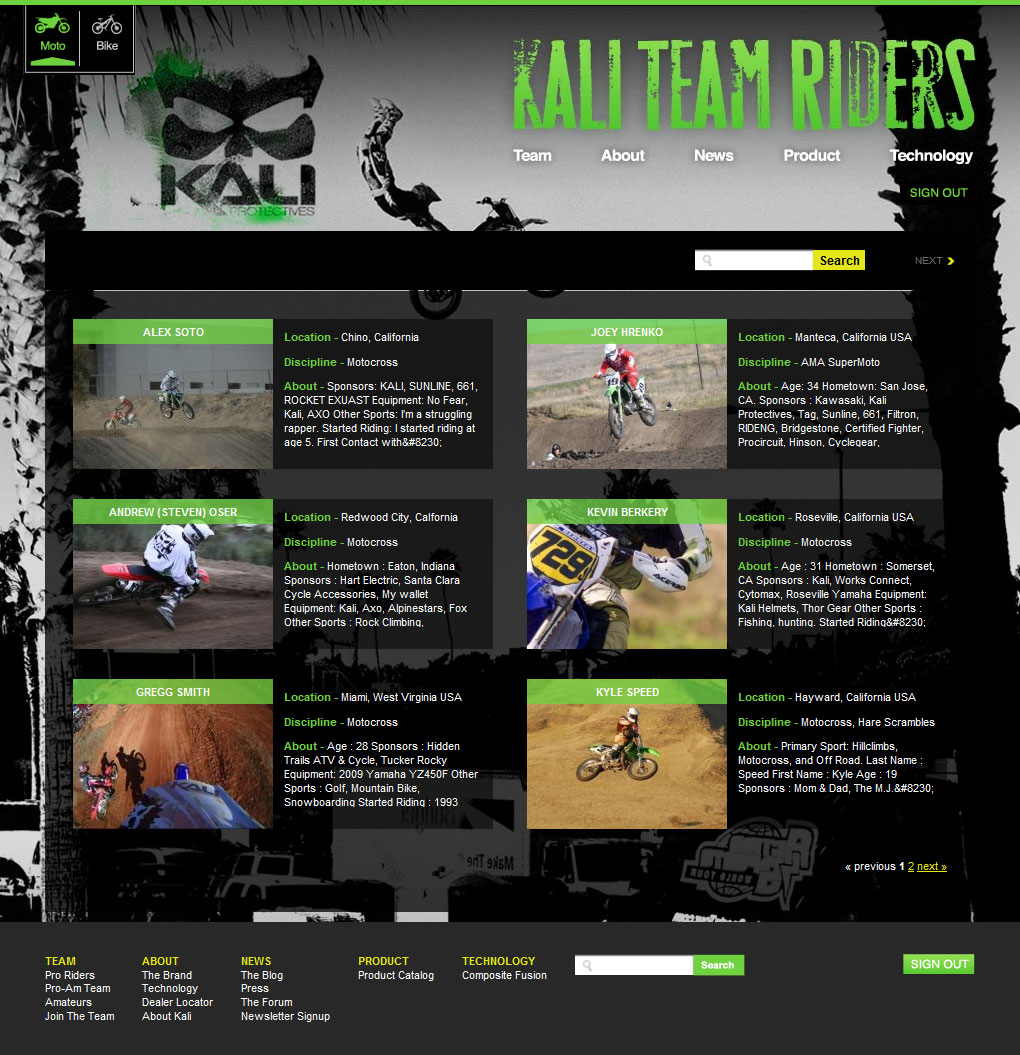 Moto Bike
KALI TEAM RIDERS
KALI
PROTECTIVES
Team About News Product Technology
SIGN OUT
Search NEXT
ALEX SOTO
Location - Chino, California
Discipline - Motocross
About - Sponsors: KALI, SUNLINE, 661,
ROCKET EXUAST Equipment: No Fear,
Kali, AXO Other Sports: I'm a struggling
rapper. Started Riding: I started riding at
age 5. First Contact with&#8230;
JOEY HRENKO
19
Location - Manteca, California USA
Discipline - AMA SuperMoto
About - Age: 34 Hometown: San Jose,
CA. Sponsors : Kawasaki, Kali
Protectives, Tag, Sunline, 661, Filtron,
RIDENG, Bridgestone, Certified Fighter,
Procircuit, Hinson, Cyclegear,
ANDREW (STEVEN) OSER
Location - Redwood City, Calfornia
Discipline - Motocross
About - Hometown : Eaton, Indiana
Sponsors : Hart Electric, Santa Clara
Cycle Accessories, My wallet
Equipment: Kali, Axo, Alpinestars, Fox
Other Sports : Rock Climbing,
KEVIN BERKERY
729
Location - Roseville, California USA
Discipline - Motocross
About - Age : 31 Hometown : Somerset,
CA Sponsors : Kali, Works Connect,
Cytomax, Roseville Yamaha Equipment:
Kali Helmets, Thor Gear Other Sports :
Fishing, hunting. Started Riding&#8230;
GREGG SMITH
Location - Miami, West Virginia USA
Discipline - Motocross
About - Age : 28 Sponsors : Hidden
Trails ATV & Cycle, Tucker Rocky
Equipment: 2009 Yamaha YZ450F Other
Sports : Golf, Mountain Bike,
Snowboarding Started Riding : 1993
KYLE SPEED
Location - Hayward, California USA
Discipline - Motocross, Hare Scrambles
About - Primary Sport: Hillclimbs,
Motocross, and Off Road. Last Name :
Speed First Name : Kyle Age : 19
Sponsors : Mom & Dad, The M.J.&#8230;
Make The
WORLD TOUR
« previous 1 2 next »
TEAM
Pro Riders
Pro-Am Team
Amateurs
Join The Team
ABOUT
The Brand
Technology
Dealer Locator
About Kali
NEWS
The Blog
Press
The Forum
Newsletter Signup
PRODUCT
Product Catalog
TECHNOLOGY
Composite Fusion
Search
SIGN OUT